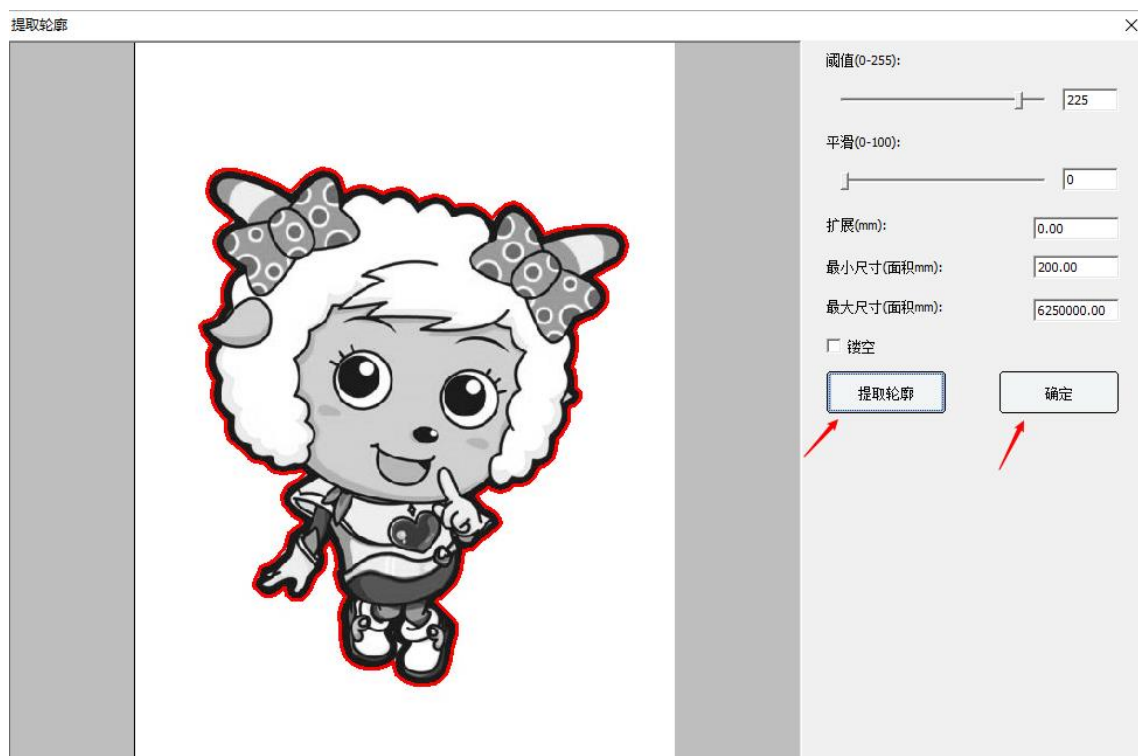 提取轮廓
阈值(0-255):
225
平滑(0-100):
0
扩展(mm):
0.00
最小尺寸(面积mm):
200.00
最大尺寸(面积mm):
6250000.00
镂空
提取轮廓
确定